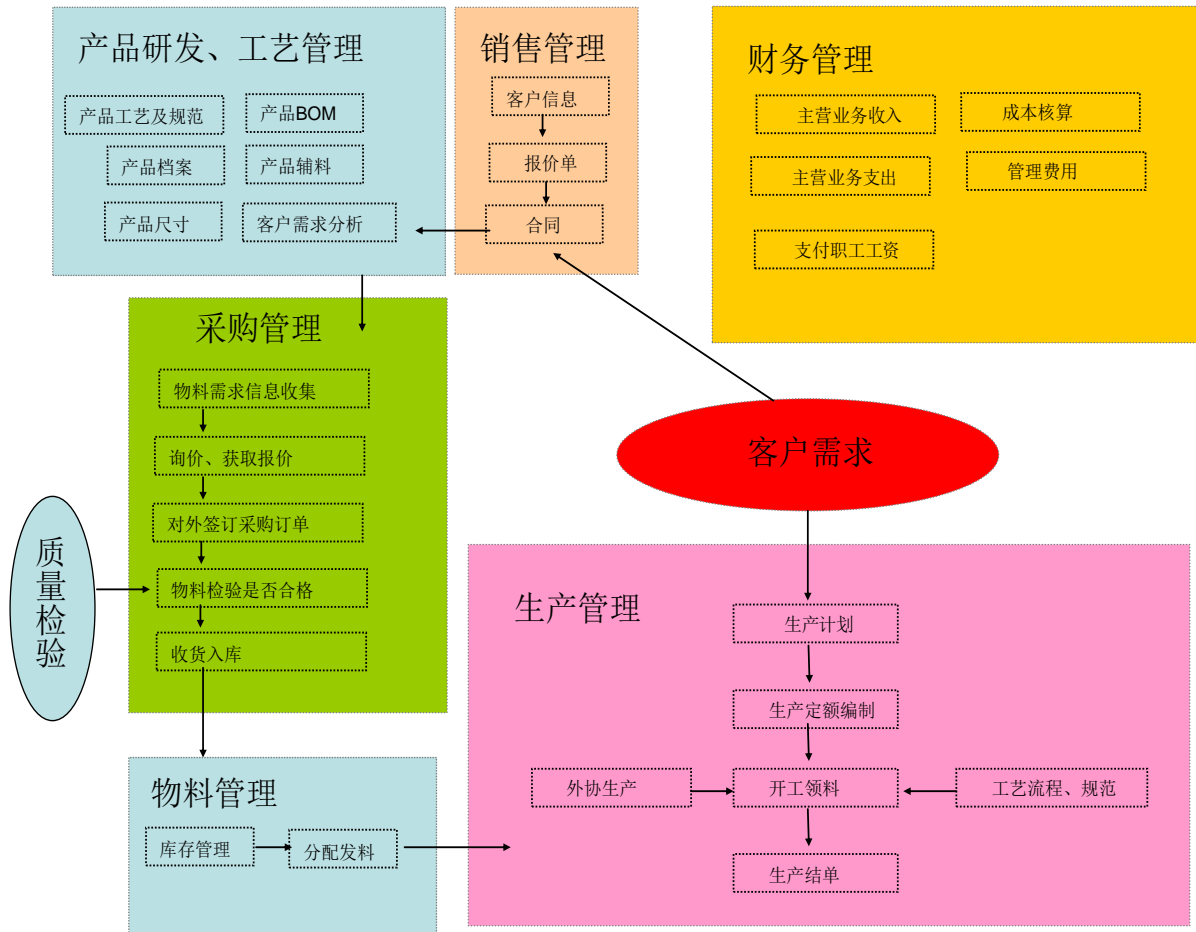 产品研发、工艺管理
产品工艺及规范
产品BOM
产品档案
产品辅料
产品尺寸
客户需求分析
销售管理
客户信息
报价单
合同
财务管理
主营业务收入
成本核算
主营业务支出
管理费用
支付职工工资
采购管理
物料需求信息收集
询价、获取报价
对外签订采购订单
物料检验是否合格
收货入库
质量检验
客户需求
物料管理
库存管理
分配发料
生产管理
生产计划
生产定额编制
外协生产
开工领料
工艺流程、规范
生产结单